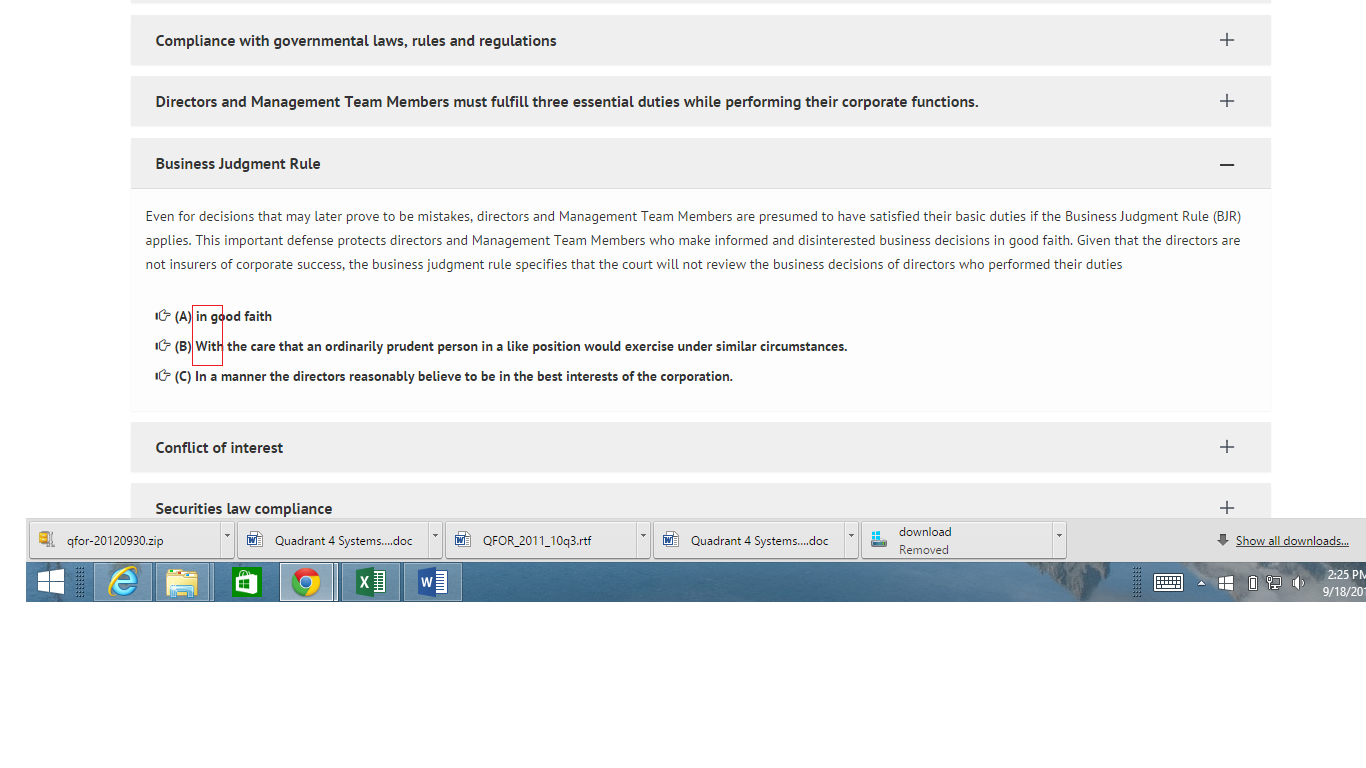 Compliance with governmental laws, rules and regulations
Directors and Management Team Members must fulfill three essential duties while performing their corporate functions.
Business Judgment Rule
Even for decisions that may later prove to be mistakes, directors and Management Team Members are presumed to have satisfied their basic duties if the Business Judgment Rule (BJR)
applies. This important defense protects directors and Management Team Members who make informed and disinterested business decisions in good faith. Given that the directors are
not insurers of corporate success, the business judgment rule specifies that the court will not review the business decisions of directors who performed their duties
(A) in good faith
(B) With the care that an ordinarily prudent person in a like position would exercise under similar circumstances.
(C) In a manner the directors reasonably believe to be in the best interests of the corporation.
Conflict of interest
Securities law compliance
qfor-20120930.zip
Quadrant 4 Systems....doc
QFOR_2011_10q3.rtf
Quadrant 4 Systems....doc
download
Removed
Show all downloads...
2:25 PM
9/18/201